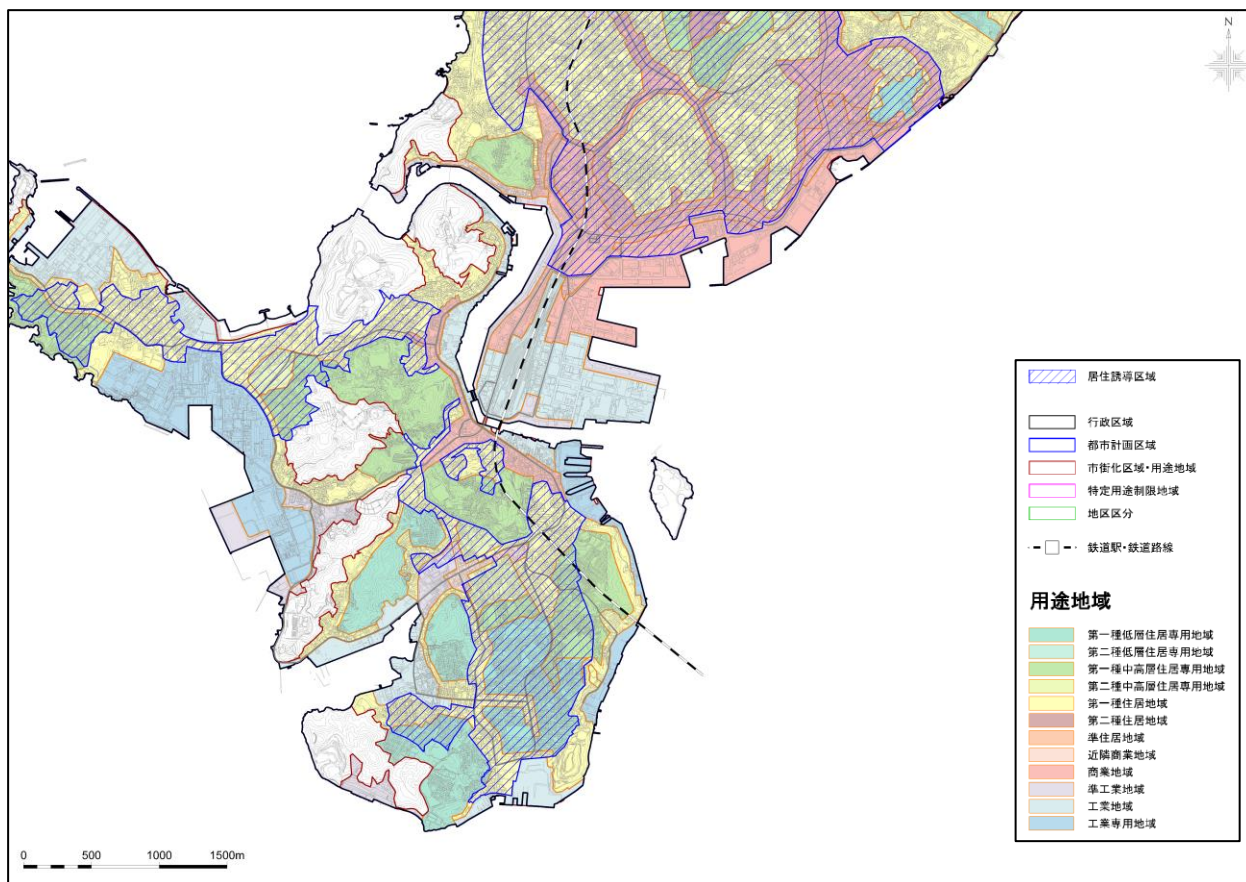 N
居住誘導区域
行政区域
都市計画区域
市街化区域・用途地域
特定用途制限地域
地区区分
鉄道駅・鉄道路線
用途地域
第一種低層住居専用地域
第二種低層住居専用地域
第一種中高層住居専用地域
第二種中高層住居専用地域
第一種住居地域
第二種住居地域
準住居地域
近隣商業地域
商業地域
準工業地域
工業地域
工業専用地域
0 500 1000 1500m